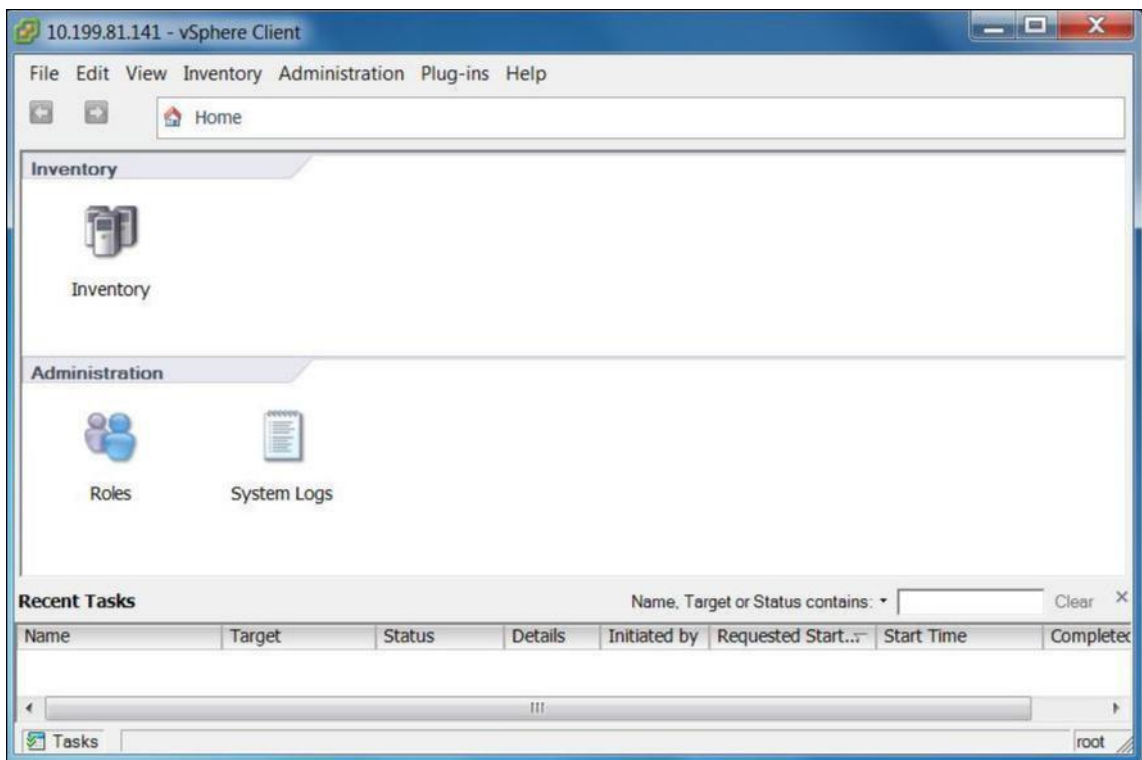 10.199.81.141 - vSphere Client
File Edit View Inventory Administration Plug-ins Help
Home
Inventory
Inventory
Administration
Roles System Logs
Recent Tasks Name, Target or Status contains: Clear
Name Target Status Details Initiated by Requested Start... Start Time Completed
Tasks root